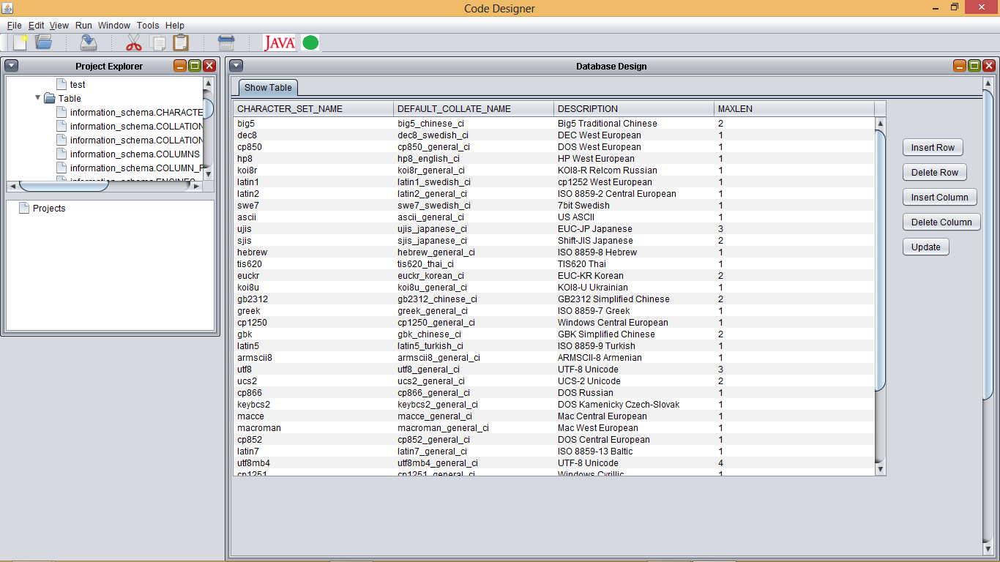 Code Designer
File Edit View Run Window Tools Help
JAVA
Project Explorer
test
Table
information_schema.CHARACTE
information_schema.COLLATION
information_schema.COLLATION
information_schema.COLUMNS
information_schema.COLUMN_P
information_schema.ENGINES
Projects
Database Design
Show Table
CHARACTER_SET_NAME DEFAULT_COLLATE_NAME DESCRIPTION MAXLEN
big5 big5_chinese_ci Big5 Traditional Chinese 2
dec8 dec8_swedish_ci DEC West European 1
cp850 cp850_general_ci DOS West European 1
hp8 hp8_english_ci HP West European 1
koi8r koi8r_general_ci KOI8-R Relcom Russian 1
latin1 latin1_swedish_ci cp1252 West European 1
latin2 latin2_general_ci ISO 8859-2 Central European 1
swe7 swe7_swedish_ci 7bit Swedish 1
ascii ascii_general_ci US ASCII 1
ujis ujis_japanese_ci EUC-JP Japanese 3
sjis sjis_japanese_ci Shift-JIS Japanese 2
hebrew hebrew_general_ci ISO 8859-8 Hebrew 1
tis620 tis620_thai_ci TIS620 Thai 1
euckr euckr_korean_ci EUC-KR Korean 2
koi8u koi8u_general_ci KOI8-U Ukrainian 1
gb2312 gb2312_chinese_ci GB2312 Simplified Chinese 2
greek greek_general_ci ISO 8859-7 Greek 1
cp1250 cp1250_general_ci Windows Central European 1
gbk gbk_chinese_ci GBK Simplified Chinese 2
latin5 latin5_turkish_ci ISO 8859-9 Turkish 1
armscii8 armscii8_general_ci ARMSCII-8 Armenian 1
utf8 utf8_general_ci UTF-8 Unicode 3
ucs2 ucs2_general_ci UCS-2 Unicode 2
cp866 cp866_general_ci DOS Russian 1
keybcs2 keybcs2_general_ci DOS Kamenicky Czech-Slovak 1
macce macce_general_ci Mac Central European 1
macroman macroman_general_ci Mac West European 1
cp852 cp852_general_ci DOS Central European 1
latin7 latin7_general_ci ISO 8859-13 Baltic 1
utf8mb4 utf8mb4_general_ci UTF-8 Unicode 4
cp1251 cp1251_general_ci Windows Cyrillic 1
Insert Row
Delete Row
Insert Column
Delete Column
Update